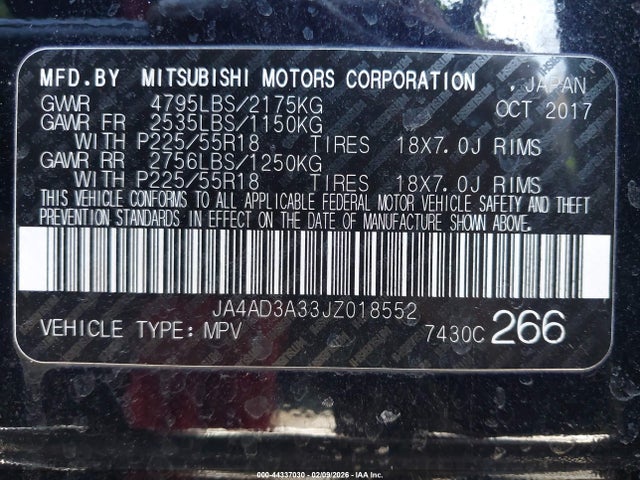 MFD.BY MITSUBISHI MOTORS CORPORATION , JAPAN
GVWR 4795LBS/2175KG OCT 2017
GAWR FR 2535LBS/1150KG
WITH P225/55R18 TIRES 18X7.0J RIMS
GAWR RR 2756LBS/1250KG
WITH P225/55R18 TIRES 18X7.0J RIMS
THIS VEHICLE CONFORMS TO ALL APPLICABLE FEDERAL MOTOR VEHICLE SAFETY AND THEFT
PREVENTION STANDARDS IN EFFECT ON THE DATE OF MANUFACTURE SHOWN ABOVE.
JA4AD3A33JZ018552
VEHICLE TYPE: MPV 7430C 266
000-44337030 - 02/09/2026 - IAA Inc.